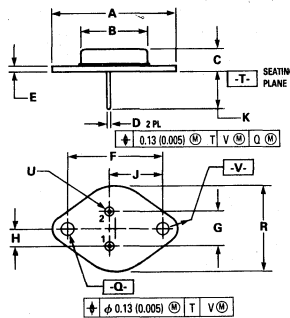 A
B
C
-T- SEATING
PLANE
E
K
D 2 PL
⌖ 0.13 (0.005) Ⓜ T V Ⓜ Q Ⓜ
F
J
U
-V-
2
H
1
G
R
-Q-
⌖ ϕ 0.13 (0.005) Ⓜ T V Ⓜ